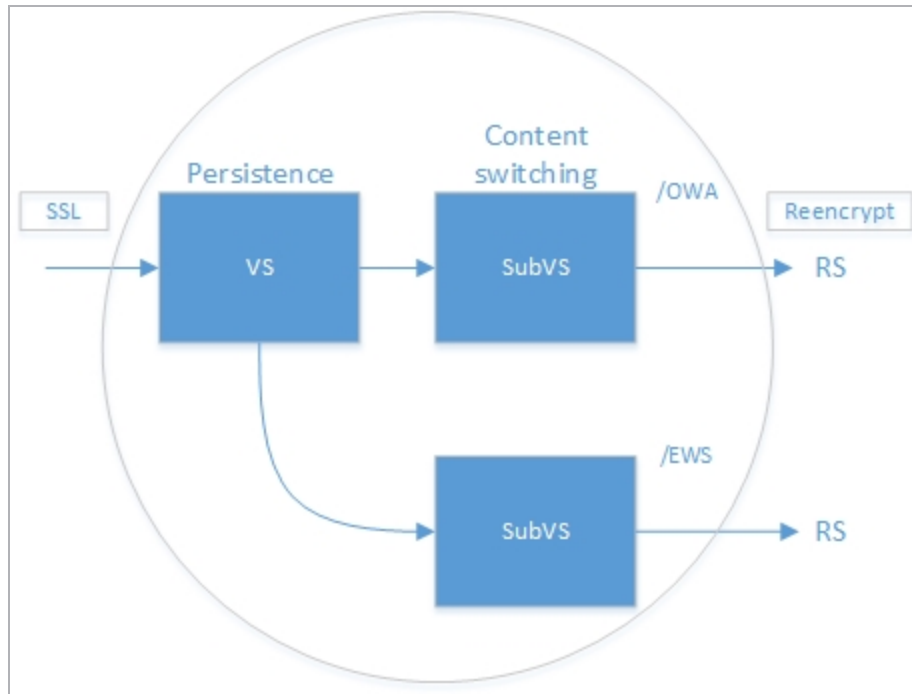 Content
Persistence
switching
/OWA
SSL
Reencrypt
VS
SubVS
RS
/EWS
SubVS
RS